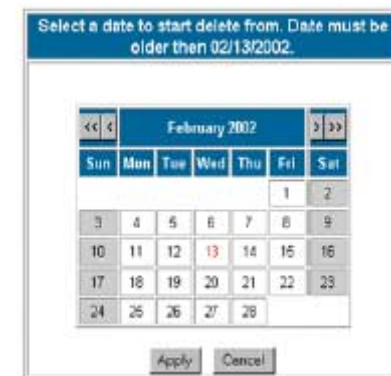 Select a date to start delete from. Date must be
older then 02/13/2002.
<< < February 2002 > >>
Sun Mon Tue Wed Thu Fri Sat
1 2
3 4 5 6 7 8 9
10 11 12 13 14 15 16
17 18 19 20 21 22 23
24 25 26 27 28
Apply Cancel